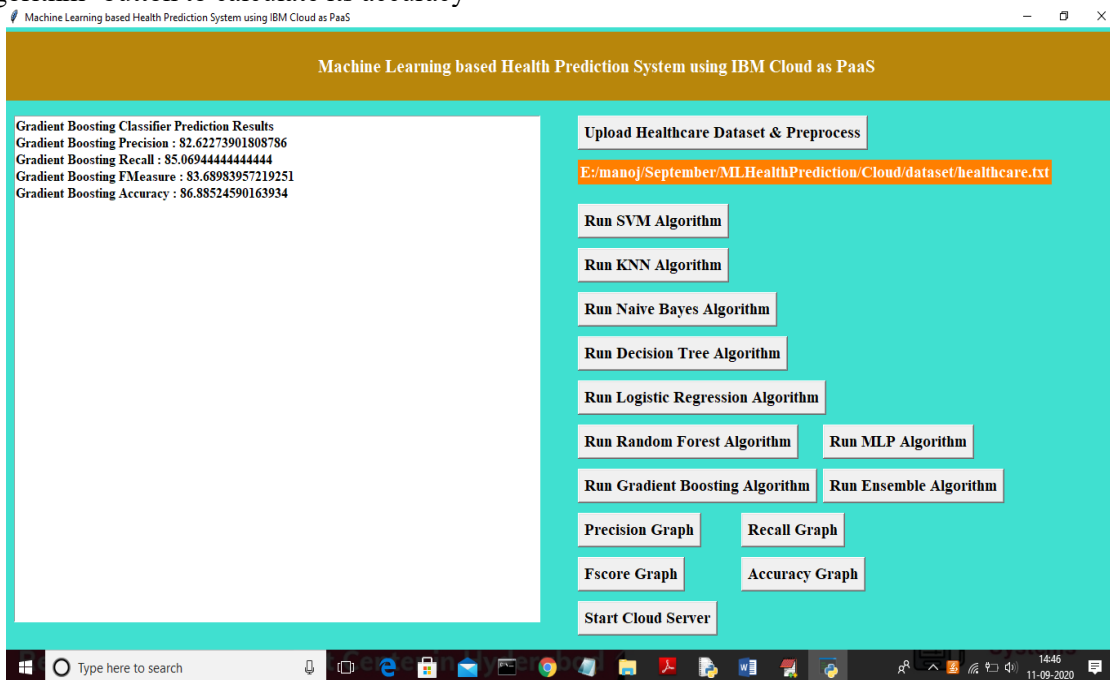 Machine Learning based Health Prediction System using IBM Cloud as PaaS
Machine Learning based Health Prediction System using IBM Cloud as PaaS
Gradient Boosting Classifier Prediction Results
Gradient Boosting Precision : 82.62273901808786
Gradient Boosting Recall : 85.06944444444444
Gradient Boosting FMeasure : 83.68983957219251
Gradient Boosting Accuracy : 86.88524590163934
Upload Healthcare Dataset & Preprocess
E:/manoj/September/MLHealthPrediction/Cloud/dataset/healthcare.txt
Run SVM Algorithm
Run KNN Algorithm
Run Naive Bayes Algorithm
Run Decision Tree Algorithm
Run Logistic Regression Algorithm
Run Random Forest Algorithm Run MLP Algorithm
Run Gradient Boosting Algorithm Run Ensemble Algorithm
Precision Graph Recall Graph
Fscore Graph Accuracy Graph
Start Cloud Server
Type here to search
14:46
11-09-2020